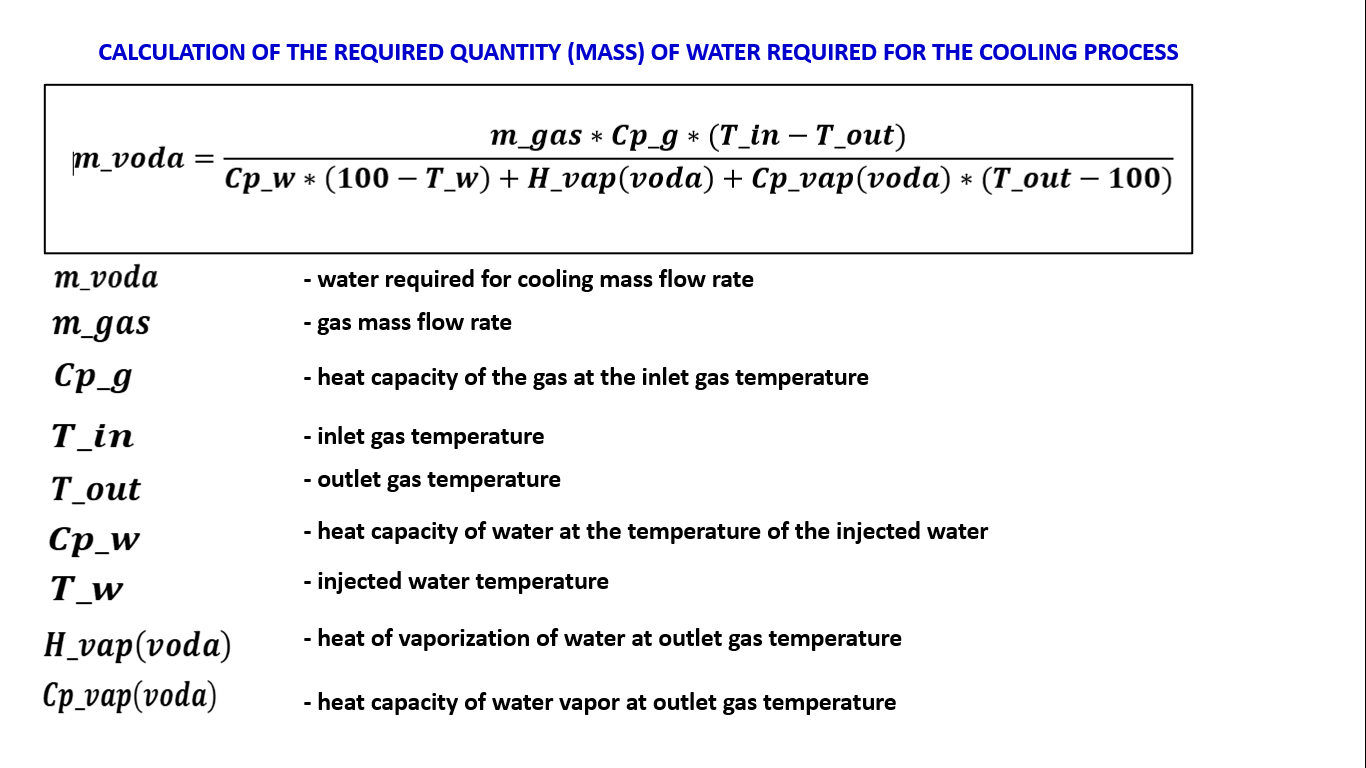 CALCULATION OF THE REQUIRED QUANTITY (MASS) OF WATER REQUIRED FOR THE COOLING PROCESS
m_voda = m_gas * Cp_g * (T_in − T_out) / Cp_w * (100 − T_w) + H_vap(voda) + Cp_vap(voda) * (T_out − 100)
m_voda - water required for cooling mass flow rate
m_gas - gas mass flow rate
Cp_g - heat capacity of the gas at the inlet gas temperature
T_in - inlet gas temperature
T_out - outlet gas temperature
Cp_w - heat capacity of water at the temperature of the injected water
T_w - injected water temperature
H_vap(voda) - heat of vaporization of water at outlet gas temperature
Cp_vap(voda) - heat capacity of water vapor at outlet gas temperature